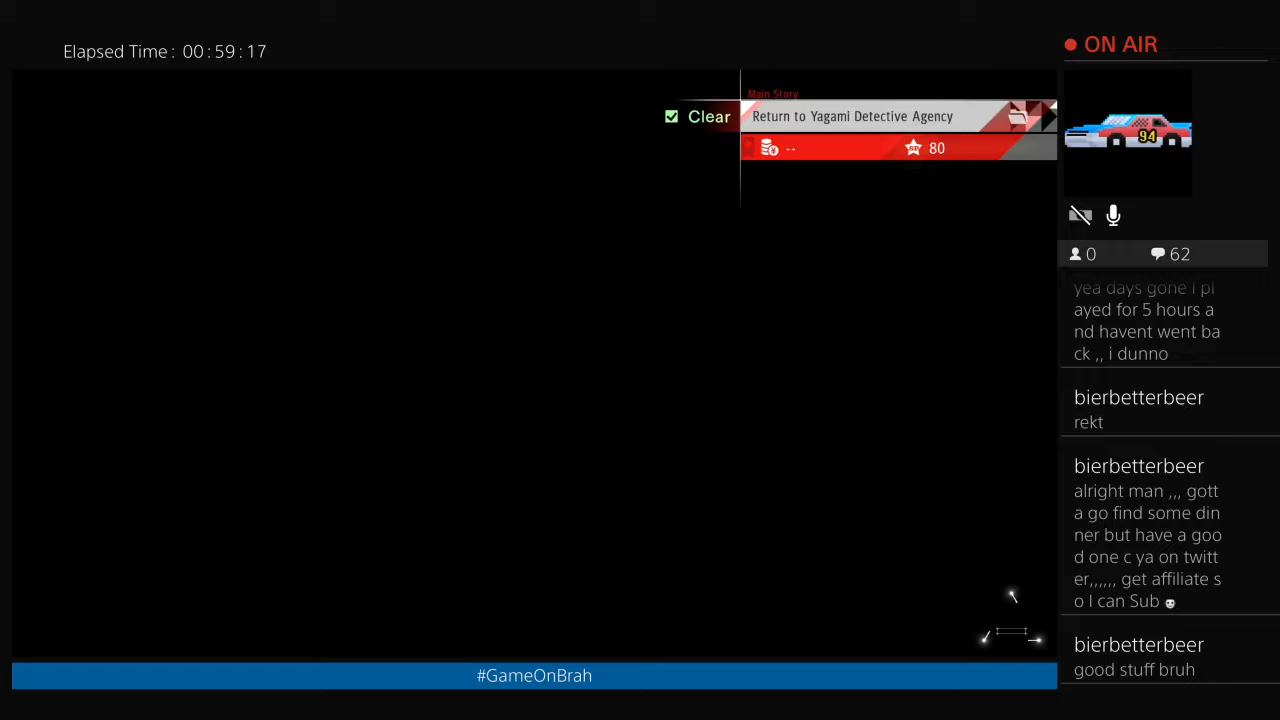 Elapsed Time: 00:59:17
ON AIR
Main Story
Clear
Return to Yagami Detective Agency
--
80
94
0
62
yea days gone I pl
ayed for 5 hours a
nd havent went ba
ck ,, i dunno
bierbetterbeer
rekt
bierbetterbeer
alright man ,,, gott
a go find some din
ner but have a goo
d one c ya on twitt
er,,,,,, get affiliate s
o I can Sub
bierbetterbeer
good stuff bruh
#GameOnBrah